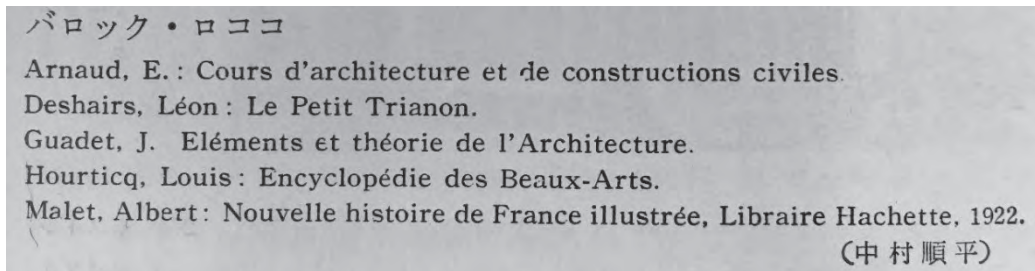 バロック・ロココ
Arnaud, E.: Cours d'architecture et de constructions civiles.
Deshairs, Léon: Le Petit Trianon.
Guadet, J. Eléments et théorie de l'Architecture.
Hourticq, Louis: Encyclopédie des Beaux-Arts.
Malet, Albert: Nouvelle histoire de France illustrée, Libraire Hachette, 1922.
(中村順平)